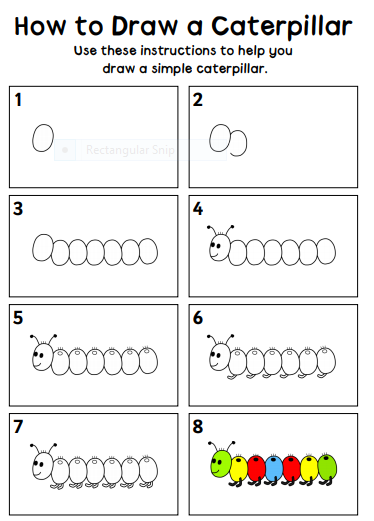 How to Draw a Caterpillar
Use these instructions to help you
draw a simple caterpillar.
1
2
Rectangular Snip
3
4
5
6
7
8